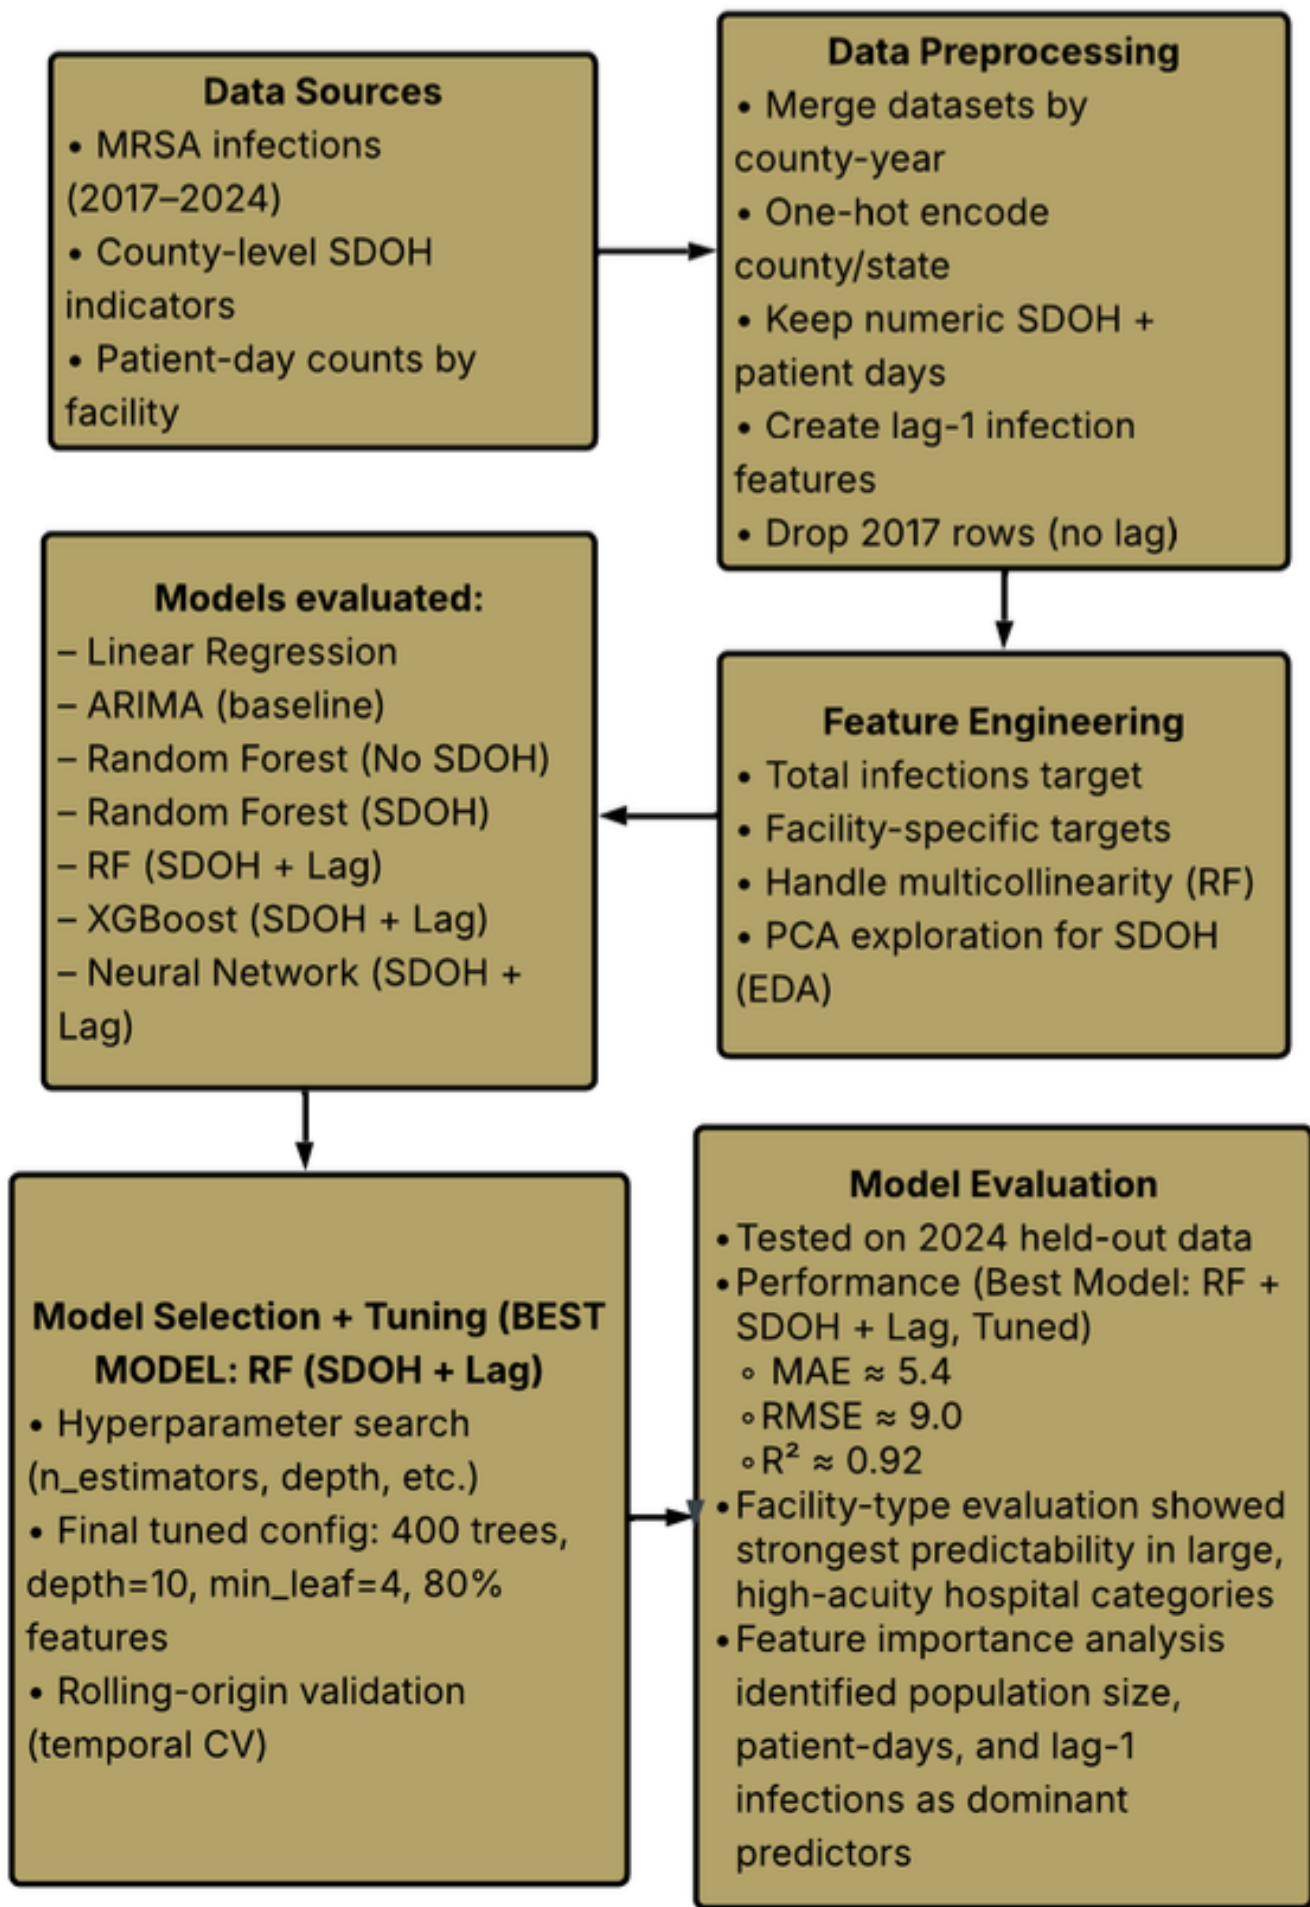 Data Sources
• MRSA infections
(2017–2024)
• County-level SDOH
indicators
• Patient-day counts by
facility
Data Preprocessing
• Merge datasets by
county-year
• One-hot encode
county/state
• Keep numeric SDOH +
patient days
• Create lag-1 infection
features
• Drop 2017 rows (no lag)
Feature Engineering
• Total infections target
• Facility-specific targets
• Handle multicollinearity (RF)
• PCA exploration for SDOH
(EDA)
Models evaluated:
– Linear Regression
– ARIMA (baseline)
– Random Forest (No SDOH)
– Random Forest (SDOH)
– RF (SDOH + Lag)
– XGBoost (SDOH + Lag)
– Neural Network (SDOH +
Lag)
Model Selection + Tuning (BEST
MODEL: RF (SDOH + Lag)
• Hyperparameter search
(n_estimators, depth, etc.)
• Final tuned config: 400 trees,
depth=10, min_leaf=4, 80%
features
• Rolling-origin validation
(temporal CV)
Model Evaluation
• Tested on 2024 held-out data
• Performance (Best Model: RF +
SDOH + Lag, Tuned)
◦ MAE ≈ 5.4
◦ RMSE ≈ 9.0
◦ R² ≈ 0.92
• Facility-type evaluation showed
strongest predictability in large,
high-acuity hospital categories
• Feature importance analysis
identified population size,
patient-days, and lag-1
infections as dominant
predictors